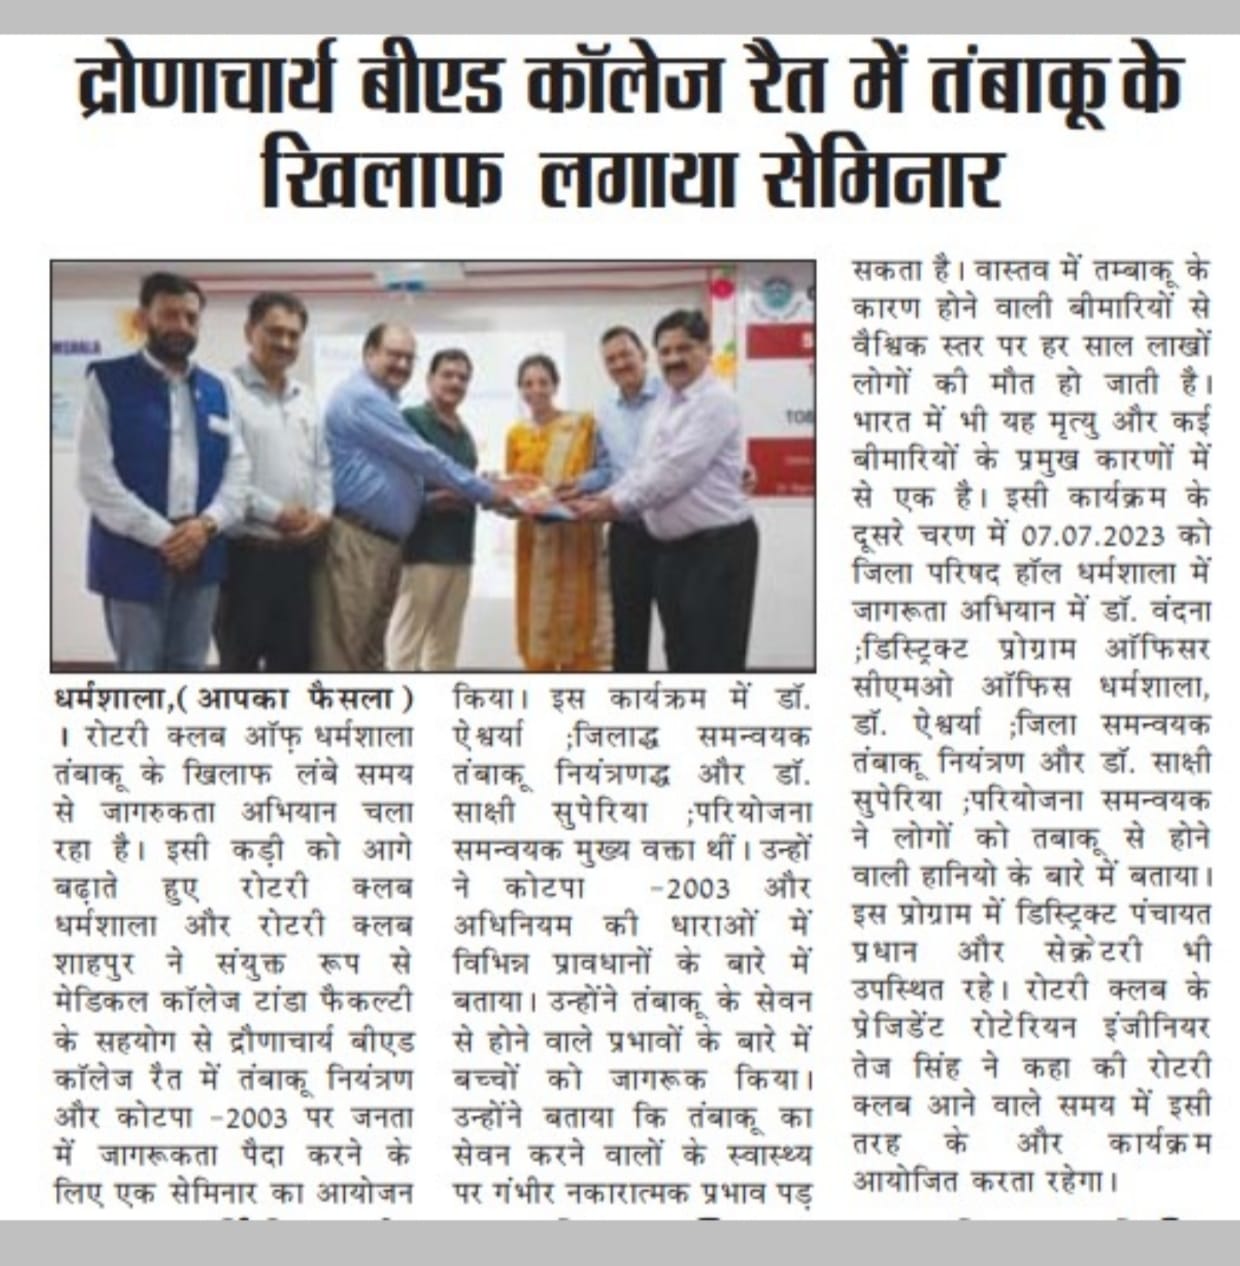 द्रोणाचार्य बीएड कॉलेज रैत में तंबाकू के
खिलाफ लगाया सेमिनार
MSHALA
TOB
धर्मशाला,( आपका फैसला )
। रोटरी क्लब ऑफ़ धर्मशाला
तंबाकू के खिलाफ लंबे समय
से जागरुकता अभियान चला
रहा है। इसी कड़ी को आगे
बढ़ाते हुए रोटरी क्लब
धर्मशाला और रोटरी क्लब
शाहपुर ने संयुक्त रूप से
मेडिकल कॉलेज टांडा फैकल्टी
के सहयोग से द्रौणाचार्य बीएड
कॉलेज रैत में तंबाकू नियंत्रण
और कोटपा -2003 पर जनता
में जागरूकता पैदा करने के
लिए एक सेमिनार का आयोजन
किया। इस कार्यक्रम में डॉ.
ऐश्वर्या ;जिलाद्ध समन्वयक
तंबाकू नियंत्रणद्ध और डॉ.
साक्षी सुपेरिया ;परियोजना
समन्वयक मुख्य वक्ता थीं। उन्हों
ने कोटपा -2003 और
अधिनियम की धाराओं में
विभिन्न प्रावधानों के बारे में
बताया। उन्होंने तंबाकू के सेवन
से होने वाले प्रभावों के बारे में
बच्चों को जागरूक किया।
उन्होंने बताया कि तंबाकू का
सेवन करने वालों के स्वास्थ्य
पर गंभीर नकारात्मक प्रभाव पड़
सकता है। वास्तव में तम्बाकू के
कारण होने वाली बीमारियों से
वैश्विक स्तर पर हर साल लाखों
लोगों की मौत हो जाती है।
भारत में भी यह मृत्यु और कई
बीमारियों के प्रमुख कारणों में
से एक है। इसी कार्यक्रम के
दूसरे चरण में 07.07.2023 को
जिला परिषद हॉल धर्मशाला में
जागरूता अभियान में डॉ. वंदना
;डिस्ट्रिक्ट प्रोग्राम ऑफिसर
सीएमओ ऑफिस धर्मशाला,
डॉ. ऐश्वर्या ;जिला समन्वयक
तंबाकू नियंत्रण और डॉ. साक्षी
सुपेरिया ;परियोजना समन्वयक
ने लोगों को तबाकू से होने
वाली हानियो के बारे में बताया।
इस प्रोग्राम में डिस्ट्रिक्ट पंचायत
प्रधान और सेक्रेटरी भी
उपस्थित रहे। रोटरी क्लब के
प्रेजिडेंट रोटेरियन इंजीनियर
तेज सिंह ने कहा की रोटरी
क्लब आने वाले समय में इसी
तरह के और कार्यक्रम
आयोजित करता रहेगा।